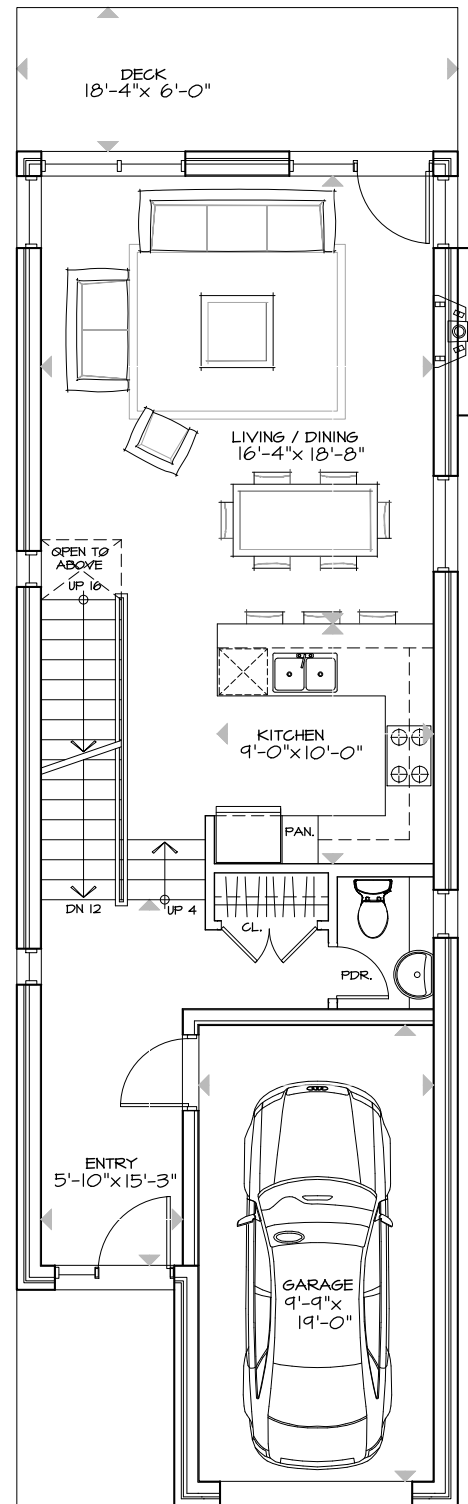 DECK
18'-4"x 6'-0"
LIVING / DINING
16'-4"x 18'-8"
OPEN TO
ABOVE
UP 16
KITCHEN
9'-0"x10'-0"
PAN.
DN 12
UP 4
CL.
PDR.
ENTRY
5'-10"x15'-3"
GARAGE
9'-9"x
19'-0"